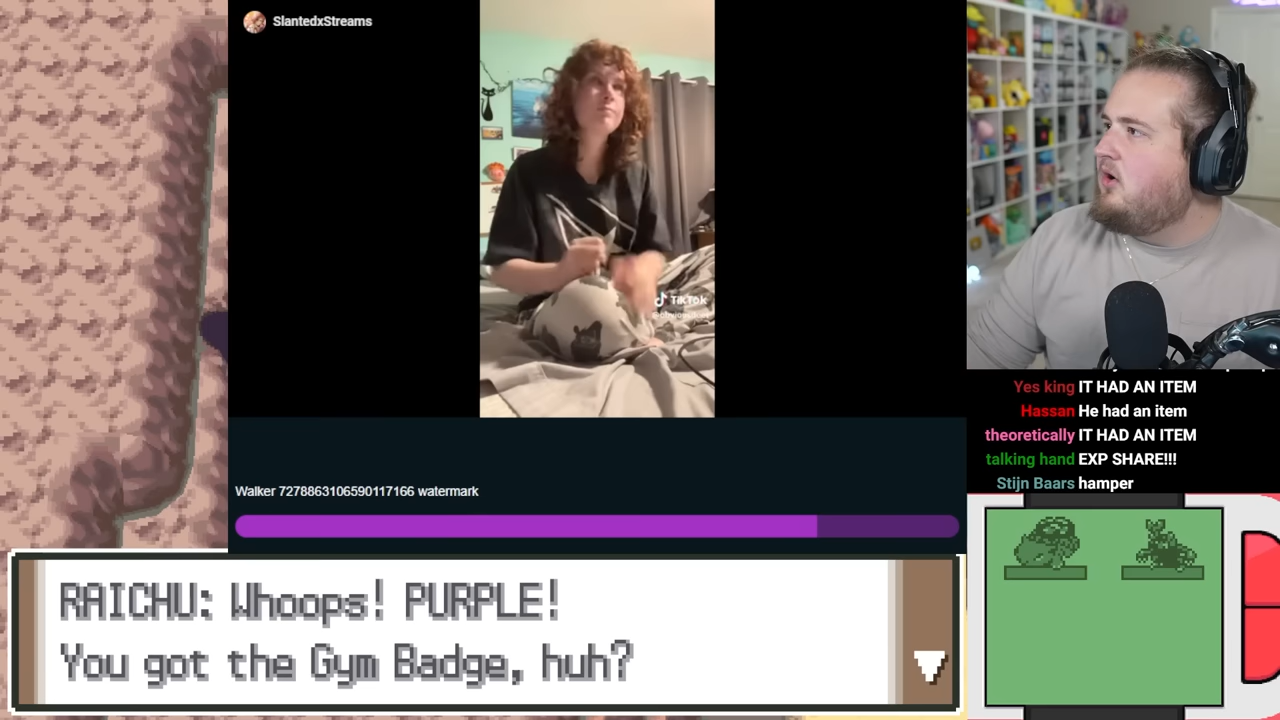 SlantedxStreams
TikTok
Yes king IT HAD AN ITEM
Hassan He had an item
theoretically IT HAD AN ITEM
talking hand EXP SHARE!!!
Stijn Baars hamper
Walker 7278863106590117166 watermark
RAICHU: Whoops! PURPLE!
You got the Gym Badge, huh?